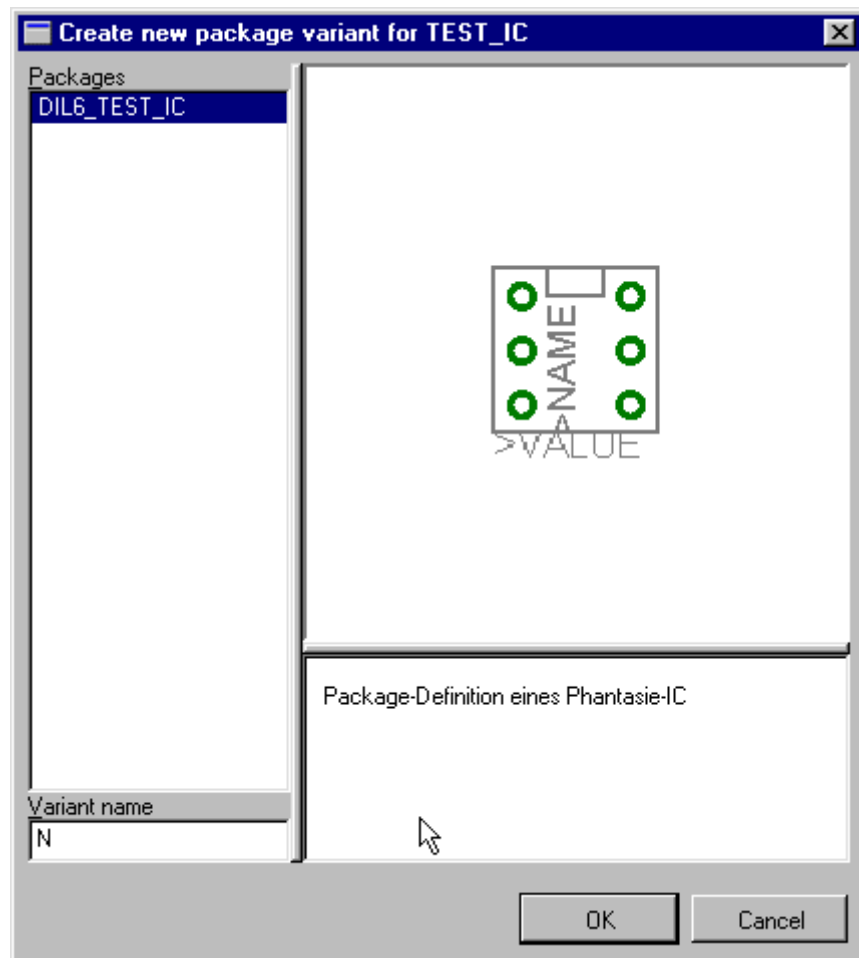 Create new package variant for TEST_IC
Packages
DIL6_TEST_IC
>NAME
>VALUE
Package-Definition eines Phantasie-IC
Variant name
N
OK
Cancel